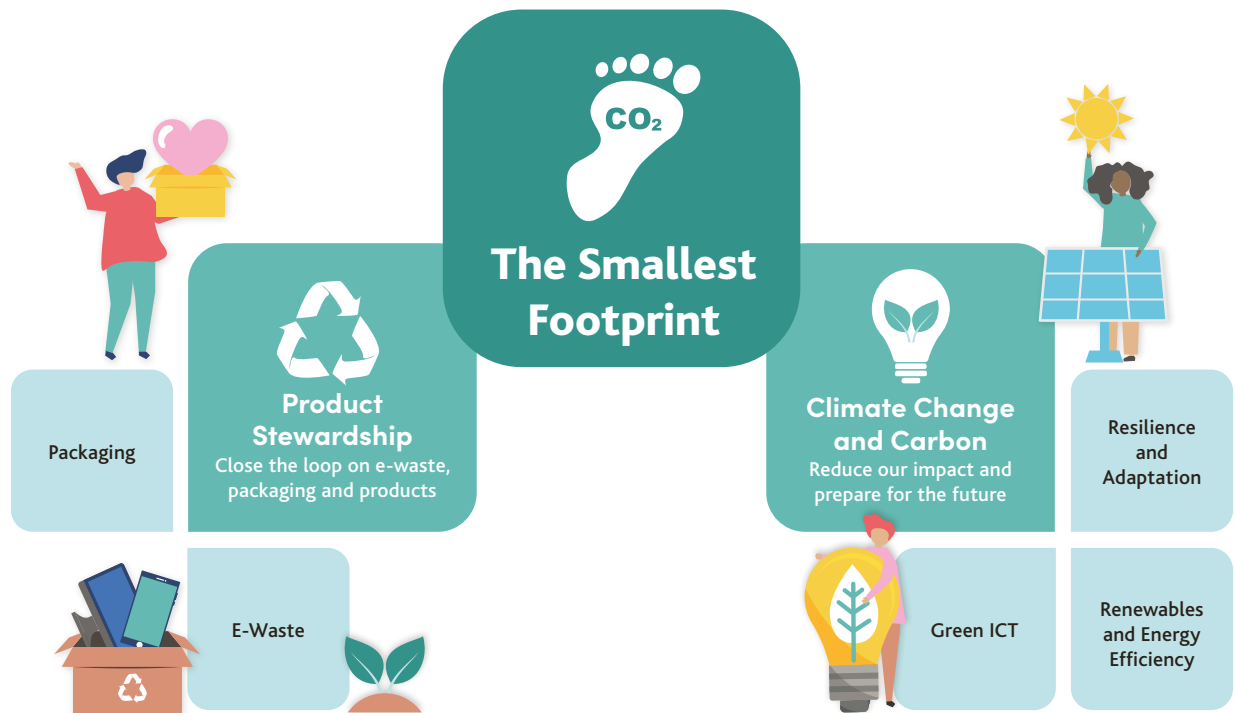 CO₂
The Smallest
Footprint
Product
Stewardship
Close the loop on e-waste,
packaging and products
Packaging
E-Waste
Climate Change
and Carbon
Reduce our impact and
prepare for the future
Resilience
and
Adaptation
Green ICT
Renewables
and Energy
Efficiency